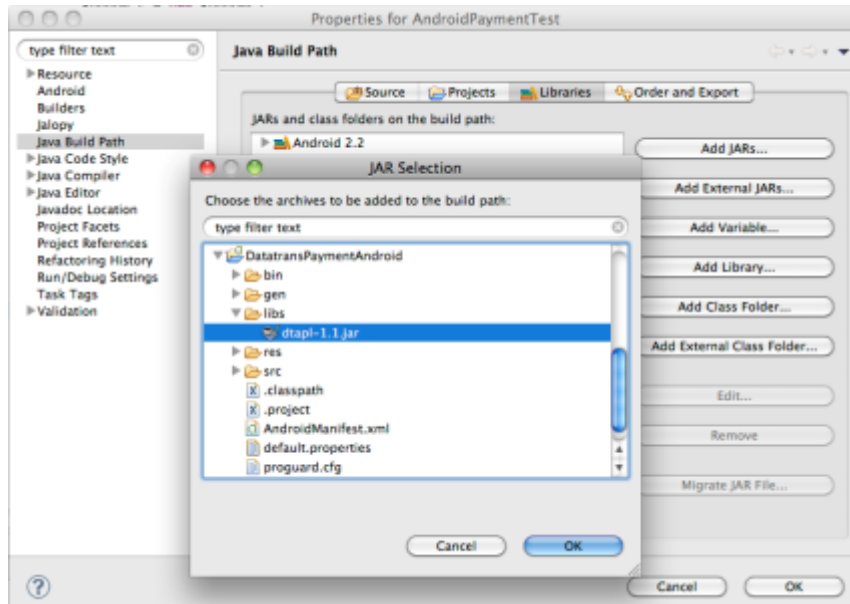 Properties for AndroidPaymentTest
type filter text
Java Build Path
Resource
Android
Builders
Jalopy
Java Build Path
Java Code Style
Java Compiler
Java Editor
Javadoc Location
Project Facets
Project References
Refactoring History
Run/Debug Settings
Task Tags
Validation
Source
Projects
Libraries
Order and Export
JARs and class folders on the build path:
Android 2.2
Add JARs...
Add External JARs...
Add Variable...
Add Library...
Add Class Folder...
Add External Class Folder...
Edit...
Remove
Migrate JAR File...
JAR Selection
Choose the archives to be added to the build path:
type filter text
DatatransPaymentAndroid
bin
gen
libs
dtapl-1.1.jar
res
src
.classpath
.project
AndroidManifest.xml
default.properties
proguard.cfg
Cancel
OK
?
Cancel
OK